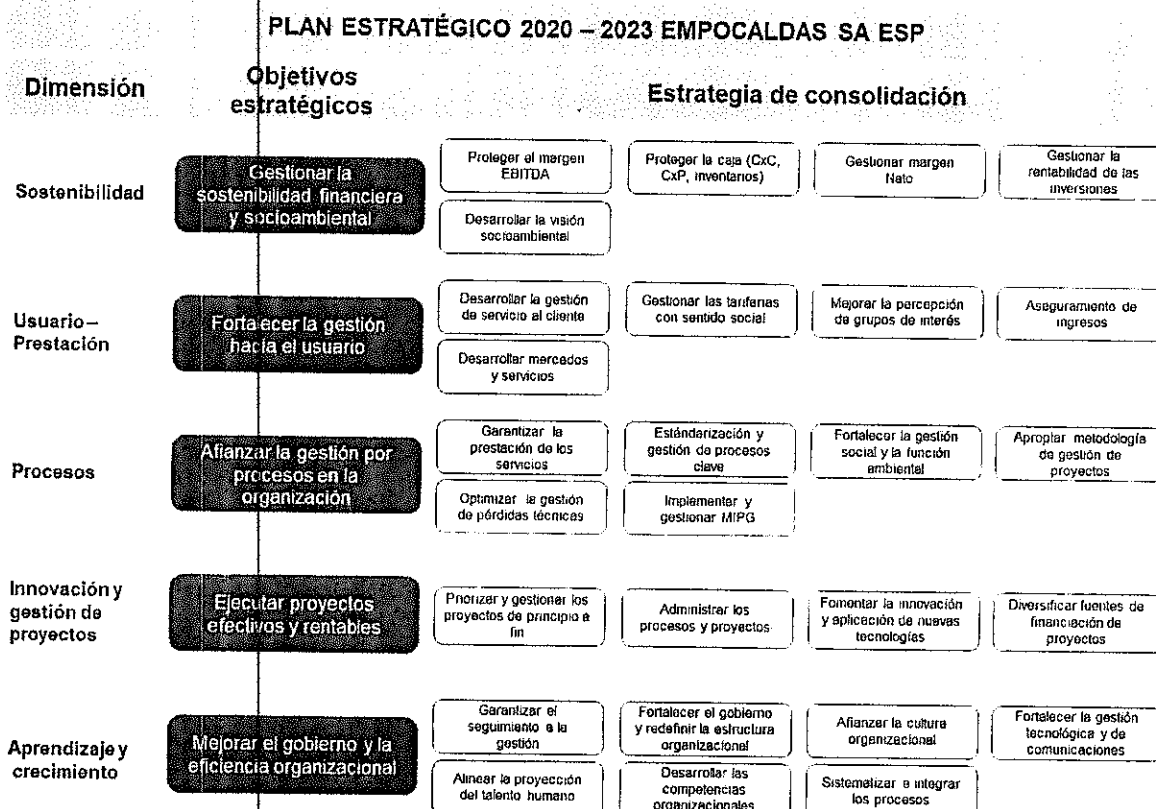 PLAN ESTRATÉGICO 2020 – 2023 EMPOCALDAS SA ESP
Dimensión
Objetivos
estratégicos
Estrategia de consolidación
Sostenibilidad
Gestionar la
sostenibilidad financiera
y socioambiental
Proteger el margen
EBITDA
Proteger la caja (CxC,
CxP, inventarios)
Gestionar margen
Neto
Gestionar la
rentabilidad de las
inversiones
Desarrollar la visión
socioambiental
Usuario–
Prestación
Fortalecer la gestión
hacia el usuario
Desarrollar la gestión
de servicio al cliente
Gestionar las tarifarias
con sentido social
Mejorar la percepción
de grupos de interés
Aseguramiento de
ingresos
Desarrollar mercados
y servicios
Procesos
Afianzar la gestión por
procesos en la
organización
Garantizar la
prestación de los
servicios
Estándarización y
gestión de procesos
clave
Fortalecer la gestión
social y la función
ambiental
Apropiar metodología
de gestión de
proyectos
Optimizar la gestión
de pérdidas técnicas
Implementar y
gestionar MIPG
Innovación y
gestión de
proyectos
Ejecutar proyectos
efectivos y rentables
Priorizar y gestionar los
proyectos de principio a
fin
Administrar los
procesos y proyectos
Fomentar la innovación
y aplicación de nuevas
tecnologías
Diversificar fuentes de
financiación de
proyectos
Aprendizaje y
crecimiento
Mejorar el gobierno y la
eficiencia organizacional
Garantizar el
seguimiento a la
gestión
Fortalecer el gobierno
y redefinir la estructura
organizacional
Afianzar la cultura
organizacional
Fortalecer la gestión
tecnológica y de
comunicaciones
Alinear la proyección
del talento humano
Desarrollar las
competencias
organizacionales
Sistematizar e integrar
los procesos